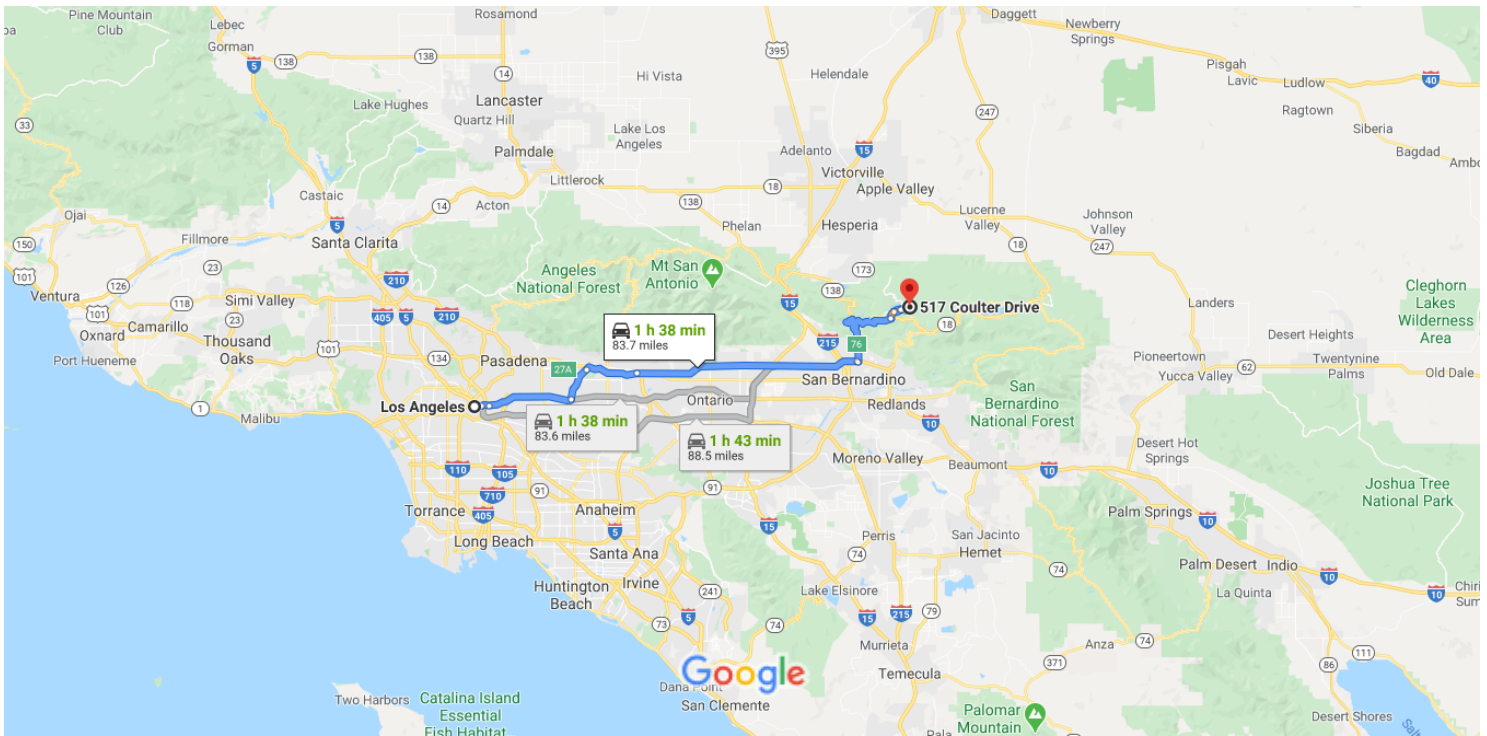 Pine Mountain
Club
Lebec
Gorman
Rosamond
Daggett
Newberry
Springs
Pisgah
Lavic
Ludlow
Ragtown
Siberia
Bagdad
5
138
138
14
395
40
Hi Vista
Helendale
33
Lake Hughes
Lancaster
Quartz Hill
Lake Los
Angeles
247
Adelanto
15
Palmdale
Victorville
Apple Valley
Littlerock
18
Castaic
14
Acton
138
Phelan
Hesperia
Lucerne
Valley
Johnson
Valley
247
18
Ojai
150
Fillmore
23
5
Santa Clarita
101
126
210
Angeles
National Forest
Mt San
Antonio
173
138
15
517 Coulter Drive
18
Landers
Cleghorn
Lakes
Wilderness
Area
Ventura
118
Simi Valley
101
23
405
5
210
Oxnard
Camarillo
Thousand
Oaks
101
134
Pasadena
1 h 38 min
83.7 miles
27A
215
76
San Bernardino
Desert Heights
Pioneertown
Yucca Valley
62
Twentynine
Palms
Old Dale
Port Hueneme
1
Malibu
Los Angeles
Ontario
1 h 38 min
83.6 miles
1 h 43 min
88.5 miles
Redlands
10
San
Bernardino
National Forest
110
105
710
405
91
91
Moreno Valley
Beaumont
10
Desert Hot
Springs
Joshua Tree
National Park
Torrance
Long Beach
Anaheim
5
Santa Ana
15
Perris
74
San Jacinto
Hemet
Palm Springs
10
Huntington
Beach
Irvine
241
74
Palm Desert
Indio
10
La Quinta
Lake Elsinore
73
5
74
15
215
79
Murrieta
Temecula
Anza
74
371
111
86
Google
Dana Point
San Clemente
Two Harbors
Catalina Island
Essential
Fish Habitat
Palomar
Mountain
Pala
Desert Shores